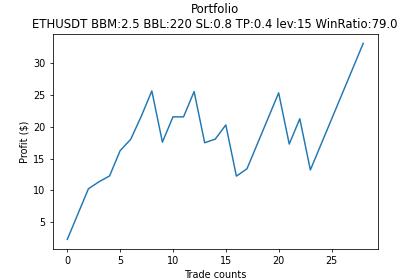 Portfolio
ETHUSDT BBM:2.5 BBL:220 SL:0.8 TP:0.4 lev:15 WinRatio:79.0
Profit ($)
30
25
20
15
10
5
0 5 10 15 20 25
Trade counts